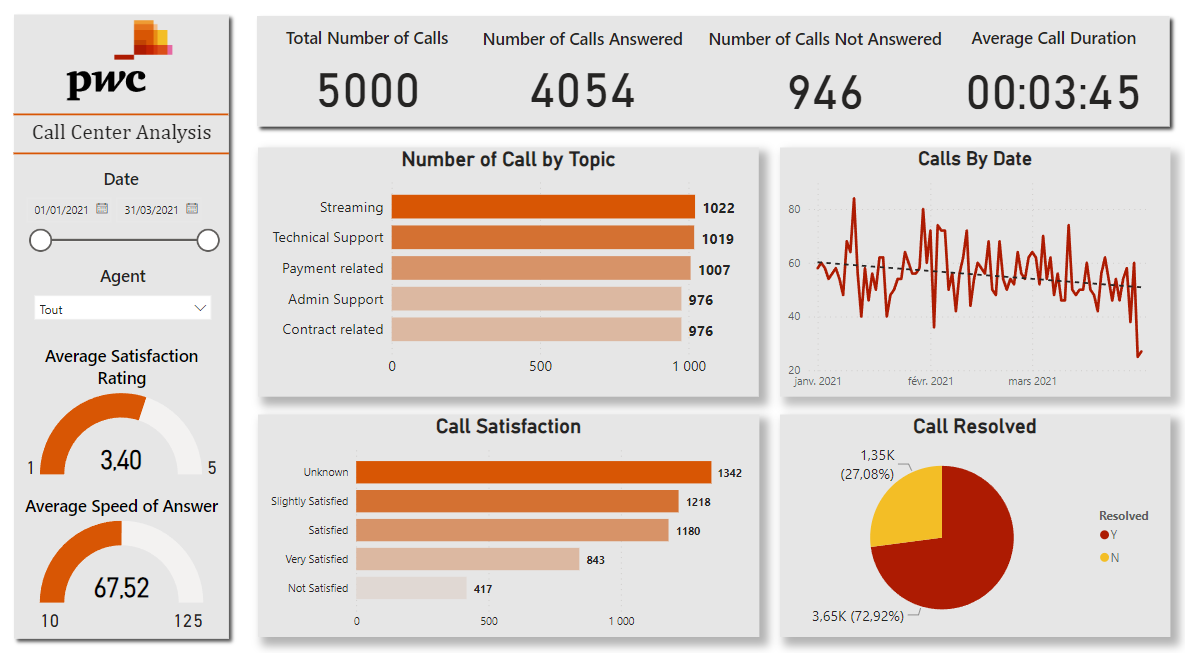 pwc
Call Center Analysis
Date
01/01/2021 31/03/2021
Agent
Tout
Average Satisfaction
Rating
3,40
1 5
Average Speed of Answer
67,52
10 125
Total Number of Calls
5000
Number of Calls Answered
4054
Number of Calls Not Answered
946
Average Call Duration
00:03:45
Number of Call by Topic
Streaming 1022
Technical Support 1019
Payment related 1007
Admin Support 976
Contract related 976
0 500 1 000
Calls By Date
80
60
40
20
janv. 2021 févr. 2021 mars 2021
Call Satisfaction
Unknown 1342
Slightly Satisfied 1218
Satisfied 1180
Very Satisfied 843
Not Satisfied 417
0 500 1 000
Call Resolved
1,35K
(27,08%)
3,65K (72,92%)
Resolved
Y
N